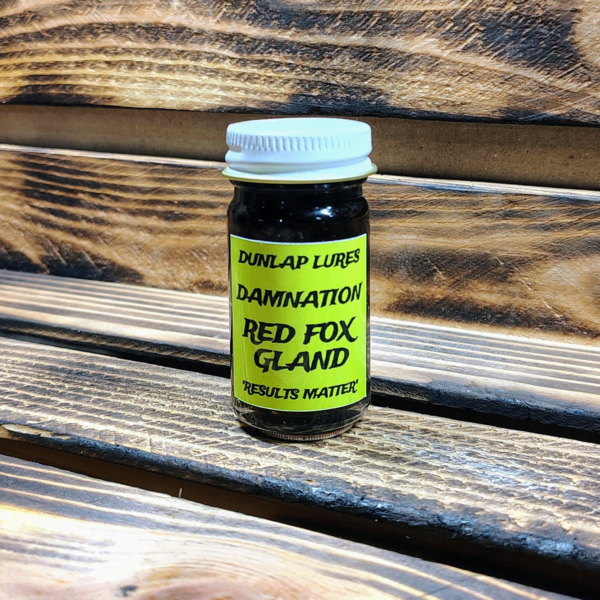 DUNLAP LURES
DAMNATION
RED FOX
GLAND
'RESULTS MATTER'